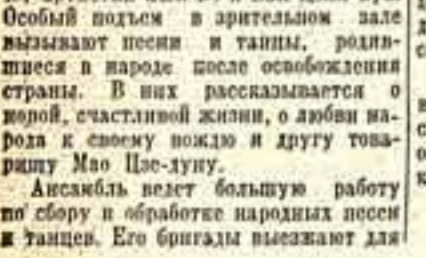 Особый подъем в зрительном зале
вызывают песни и танцы, родив-
шиеся в народе после освобождения
страны. В них рассказывается о
новой, счастливой жизни, о любви на-
рода к своему вождю и другу това-
рищу Мао Цзе-дуну.
Ансамбль ведет большую работу
по сбору и обработке народных песен
и танцев. Его бригады выезжают для